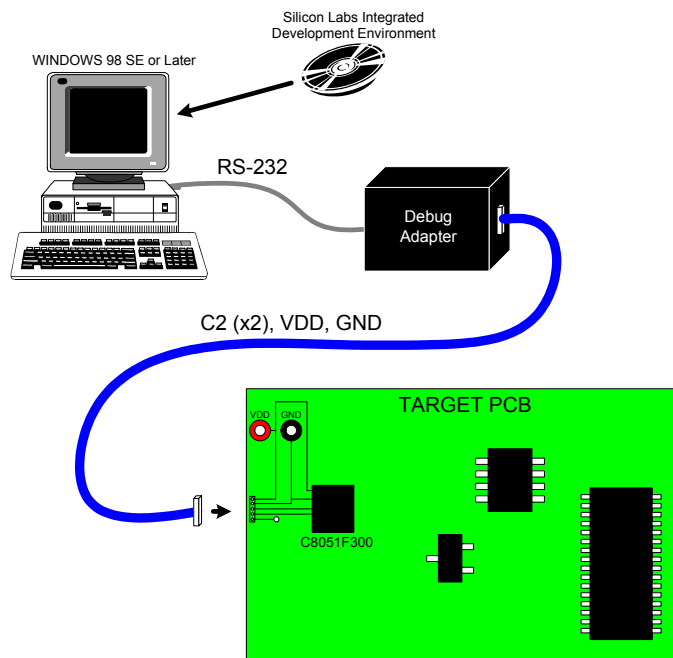 Silicon Labs Integrated
Development Environment
WINDOWS 98 SE or Later
RS-232
Debug
Adapter
C2 (x2), VDD, GND
TARGET PCB
VDD
GND
C8051F300